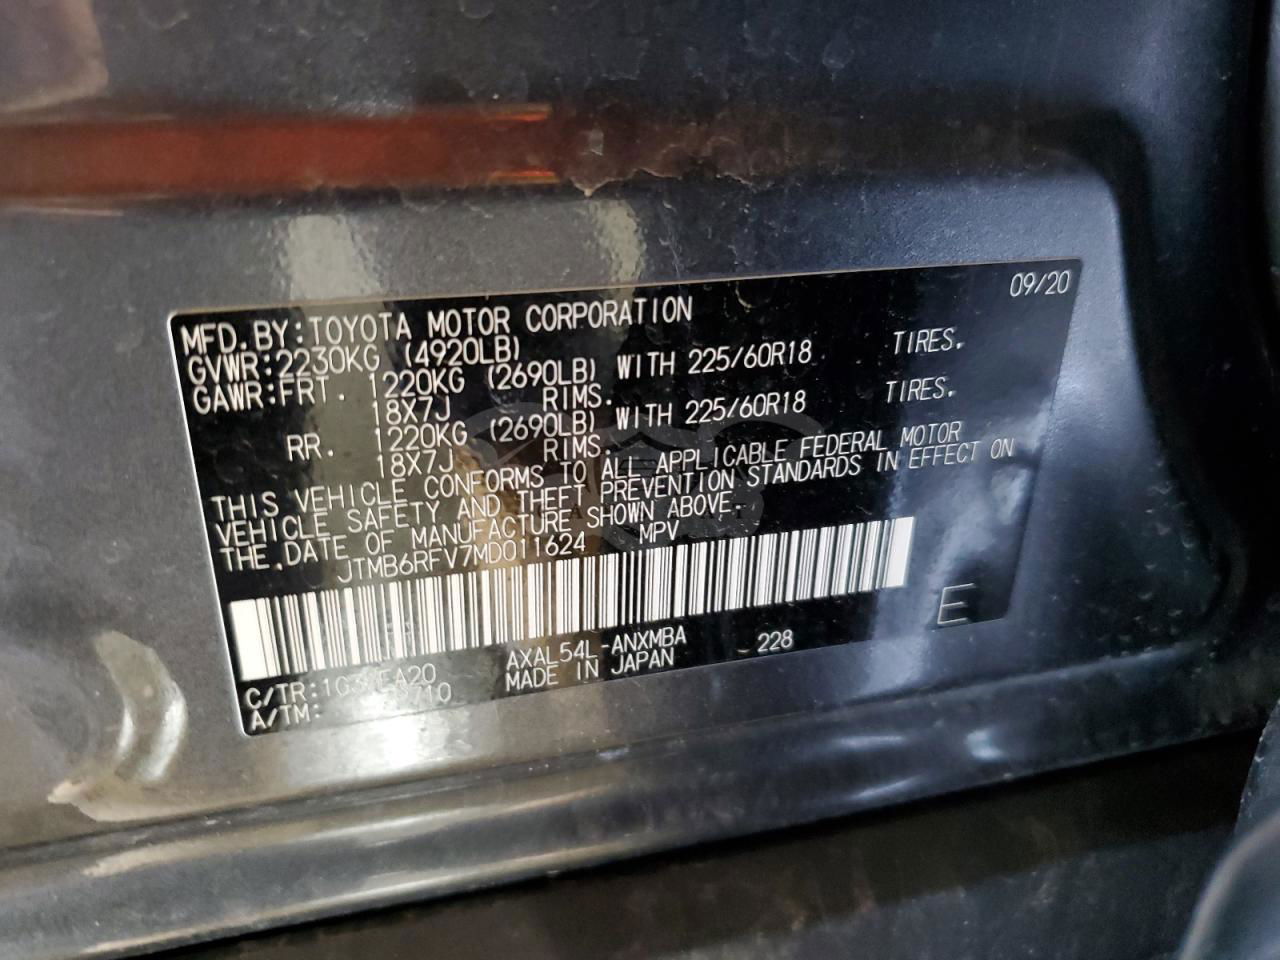 09/20
MFD.BY:TOYOTA MOTOR CORPORATION
GVWR:2230KG (4920LB)
GAWR:FRT. 1220KG (2690LB) WITH 225/60R18 TIRES.
18X7J RIMS.
RR. 1220KG (2690LB) WITH 225/60R18 TIRES.
18X7J RIMS.
THIS VEHICLE CONFORMS TO ALL APPLICABLE FEDERAL MOTOR
VEHICLE SAFETY AND THEFT PREVENTION STANDARDS IN EFFECT ON
THE.DATE OF MANUFACTURE SHOWN ABOVE.
JTMB6RFV7MD011624 MPV
E
C/TR: AXAL54L-ANXMBA 228
A/TM: MADE IN JAPAN